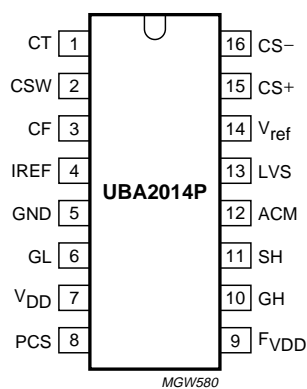 CT 1 16 CS−
CSW 2 15 CS+
CF 3 14 Vref
IREF 4 13 LVS
UBA2014P
GND 5 12 ACM
GL 6 11 SH
VDD 7 10 GH
PCS 8 9 FVDD
MGW580